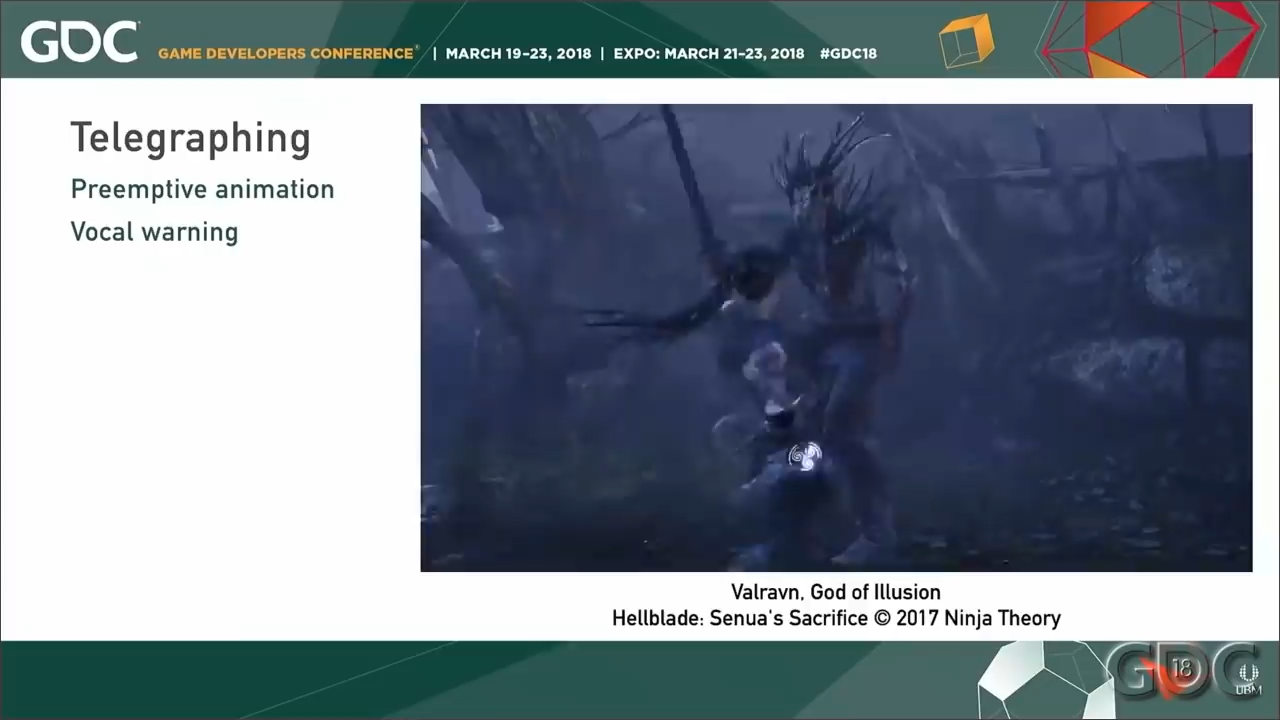 GDC
GAME DEVELOPERS CONFERENCE® | MARCH 19–23, 2018 | EXPO: MARCH 21–23, 2018 #GDC18
Telegraphing
Preemptive animation
Vocal warning
Valravn, God of Illusion
Hellblade: Senua's Sacrifice © 2017 Ninja Theory
GDC
18
UBM